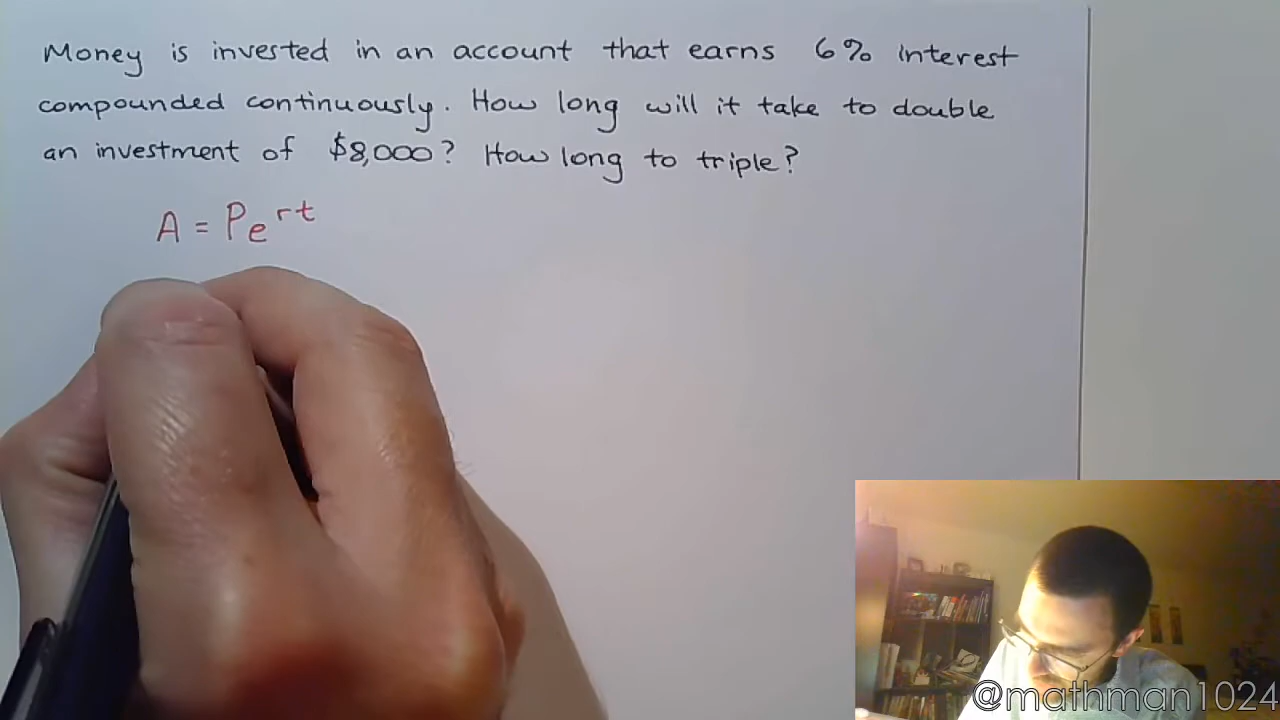 Money is invested in an account that earns 6% interest
compounded continuously. How long will it take to double
an investment of $8,000? How long to triple?
A = Pe^rt
@mathman1024